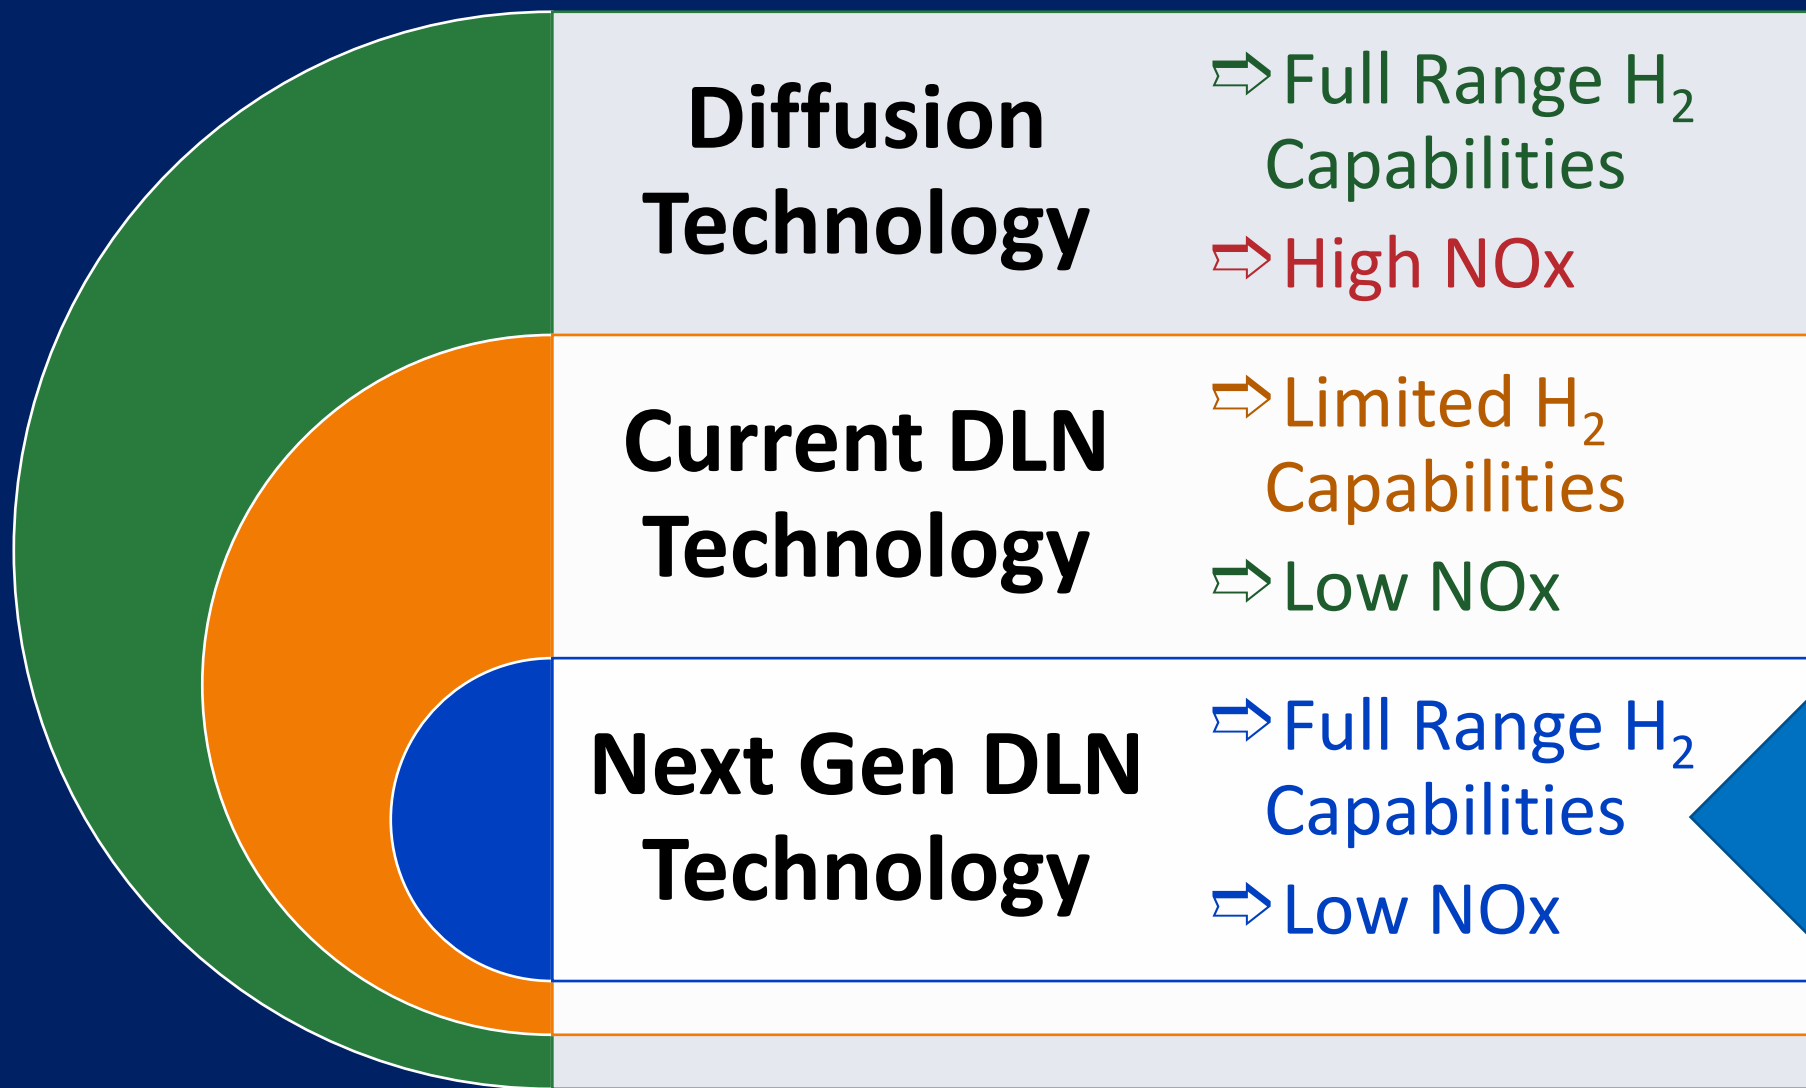 Diffusion
Technology
⇨Full Range H₂
Capabilities
⇨High NOx
Current DLN
Technology
⇨Limited H₂
Capabilities
⇨Low NOx
Next Gen DLN
Technology
⇨Full Range H₂
Capabilities
⇨Low NOx